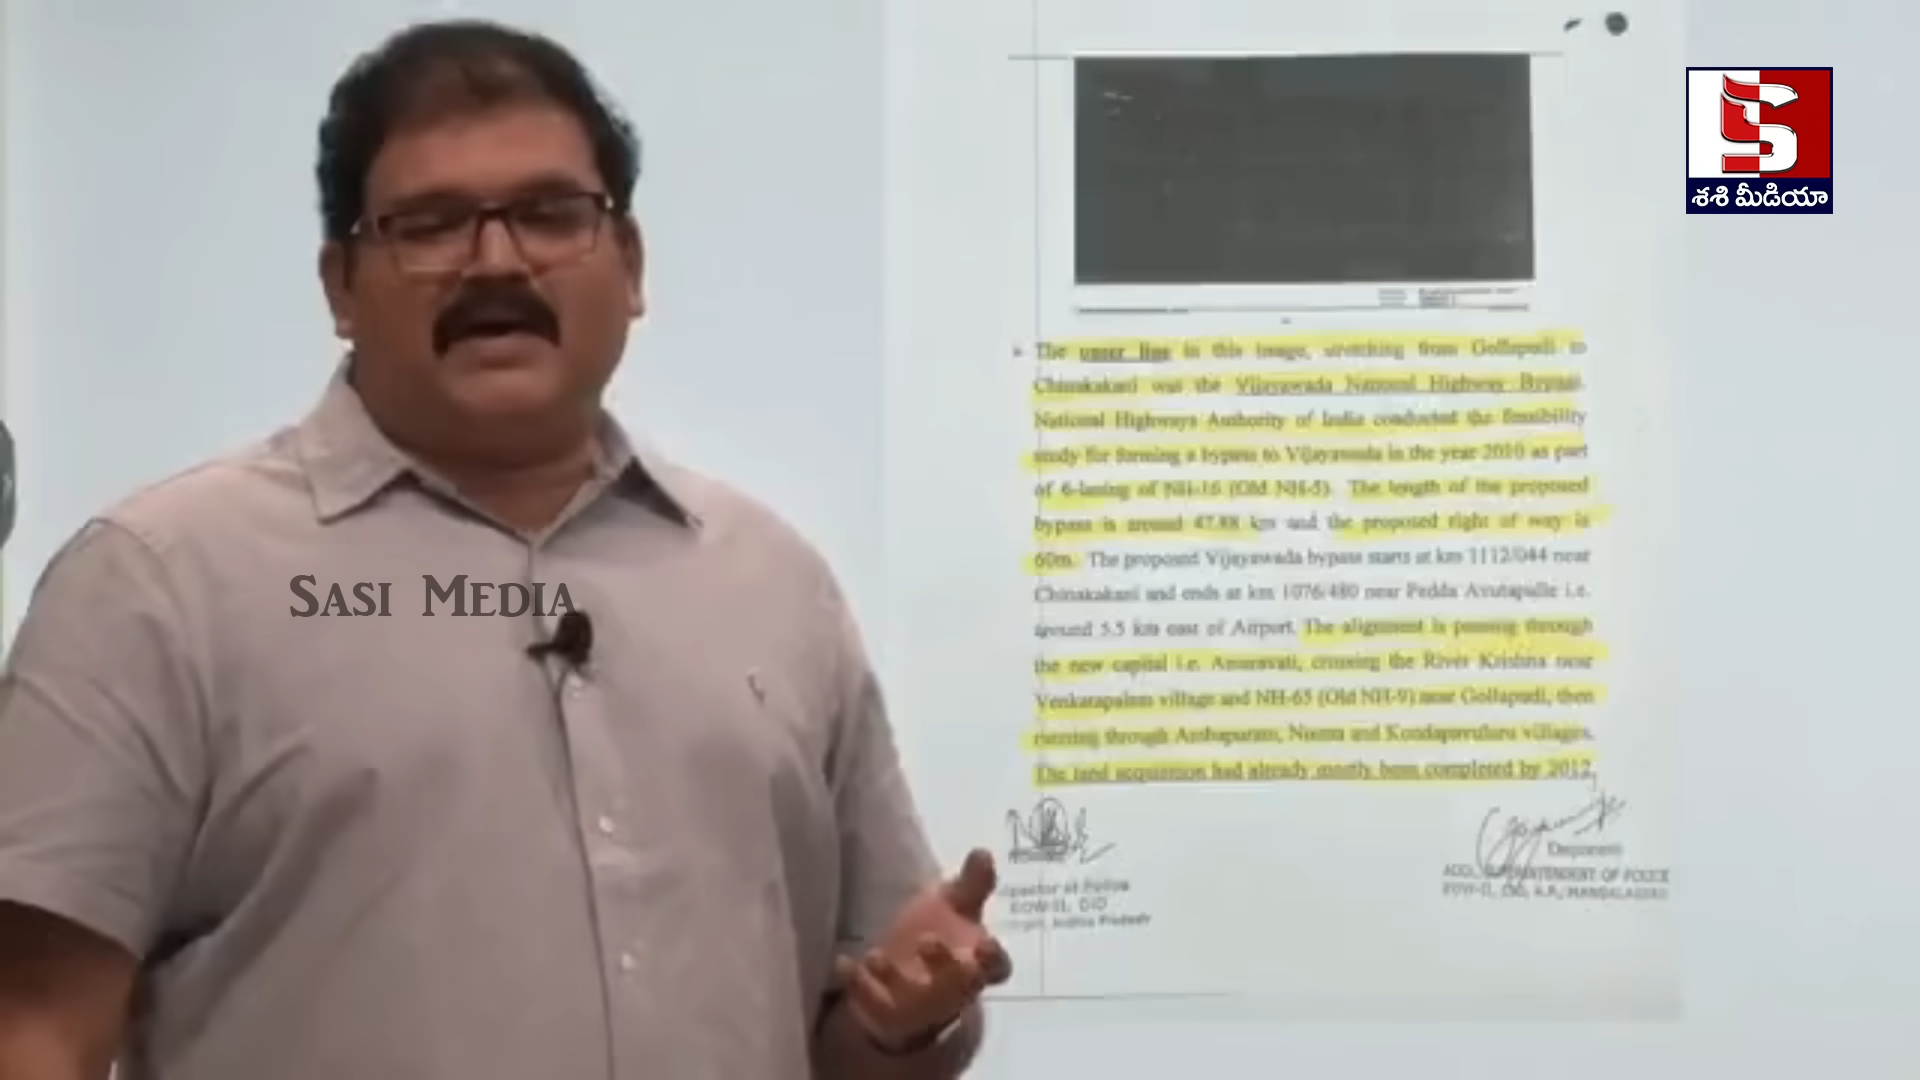 S
శశి మీడియా
The upper line in this image, stretching from Gollapudi to
Chinakakani was the Vijayawada National Highway Bypass.
National Highways Authority of India conducted the feasibility
study for forming a bypass to Vijayawada in the year 2010 as part
of 6-laning of NH-16 (Old NH-5). The length of the proposed
bypass is around 47.88 km and the proposed right of way is
60m. The proposed Vijayawada bypass starts at km 1112/044 near
Chinakakani and ends at km 1076/480 near Pedda Avutapalle i.e.
around 5.5 km east of Airport. The alignment is passing through
the new capital i.e. Amaravati, crossing the River Krishna near
Venkatapalem village and NH-65 (Old NH-9) near Gollapudi, then
running through Ambapuram, Nunna and Kondapavuluru villages.
The land acquisition had already mostly been completed by 2012,
SASI MEDIA
Deponent
ADDL. SUPERINTENDENT OF POLICE
EOW-II, CID, A.P., MANGALAGIRI
of Police
EOW-II, CID
Andhra Pradesh